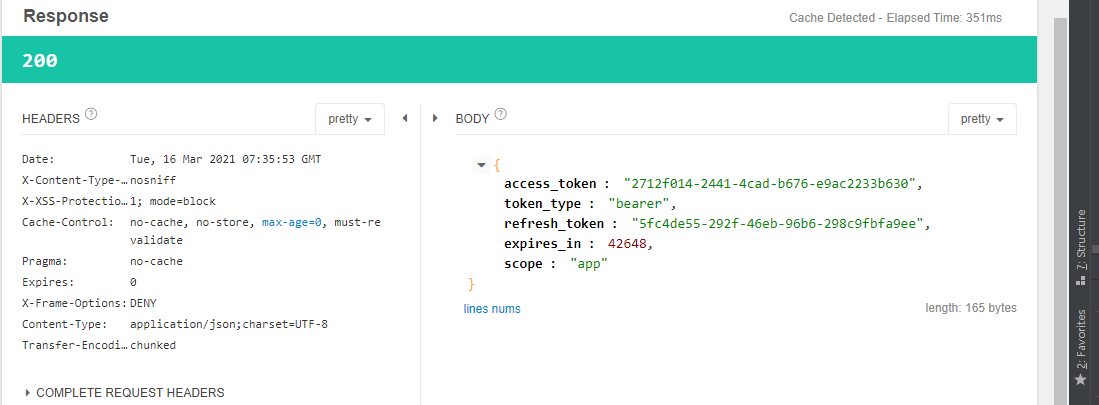 Response
Cache Detected - Elapsed Time: 351ms
200
HEADERS ?
pretty
Date: Tue, 16 Mar 2021 07:35:53 GMT
X-Content-Type-… nosniff
X-XSS-Protectio… 1; mode=block
Cache-Control: no-cache, no-store, max-age=0, must-re
validate
Pragma: no-cache
Expires: 0
X-Frame-Options: DENY
Content-Type: application/json;charset=UTF-8
Transfer-Encodi… chunked
COMPLETE REQUEST HEADERS
BODY ?
pretty
{
access_token : "2712f014-2441-4cad-b676-e9ac2233b630",
token_type : "bearer",
refresh_token : "5fc4de55-292f-46eb-96b6-298c9fbfa9ee",
expires_in : 42648,
scope : "app"
}
lines nums
length: 165 bytes
7: Structure
2: Favorites